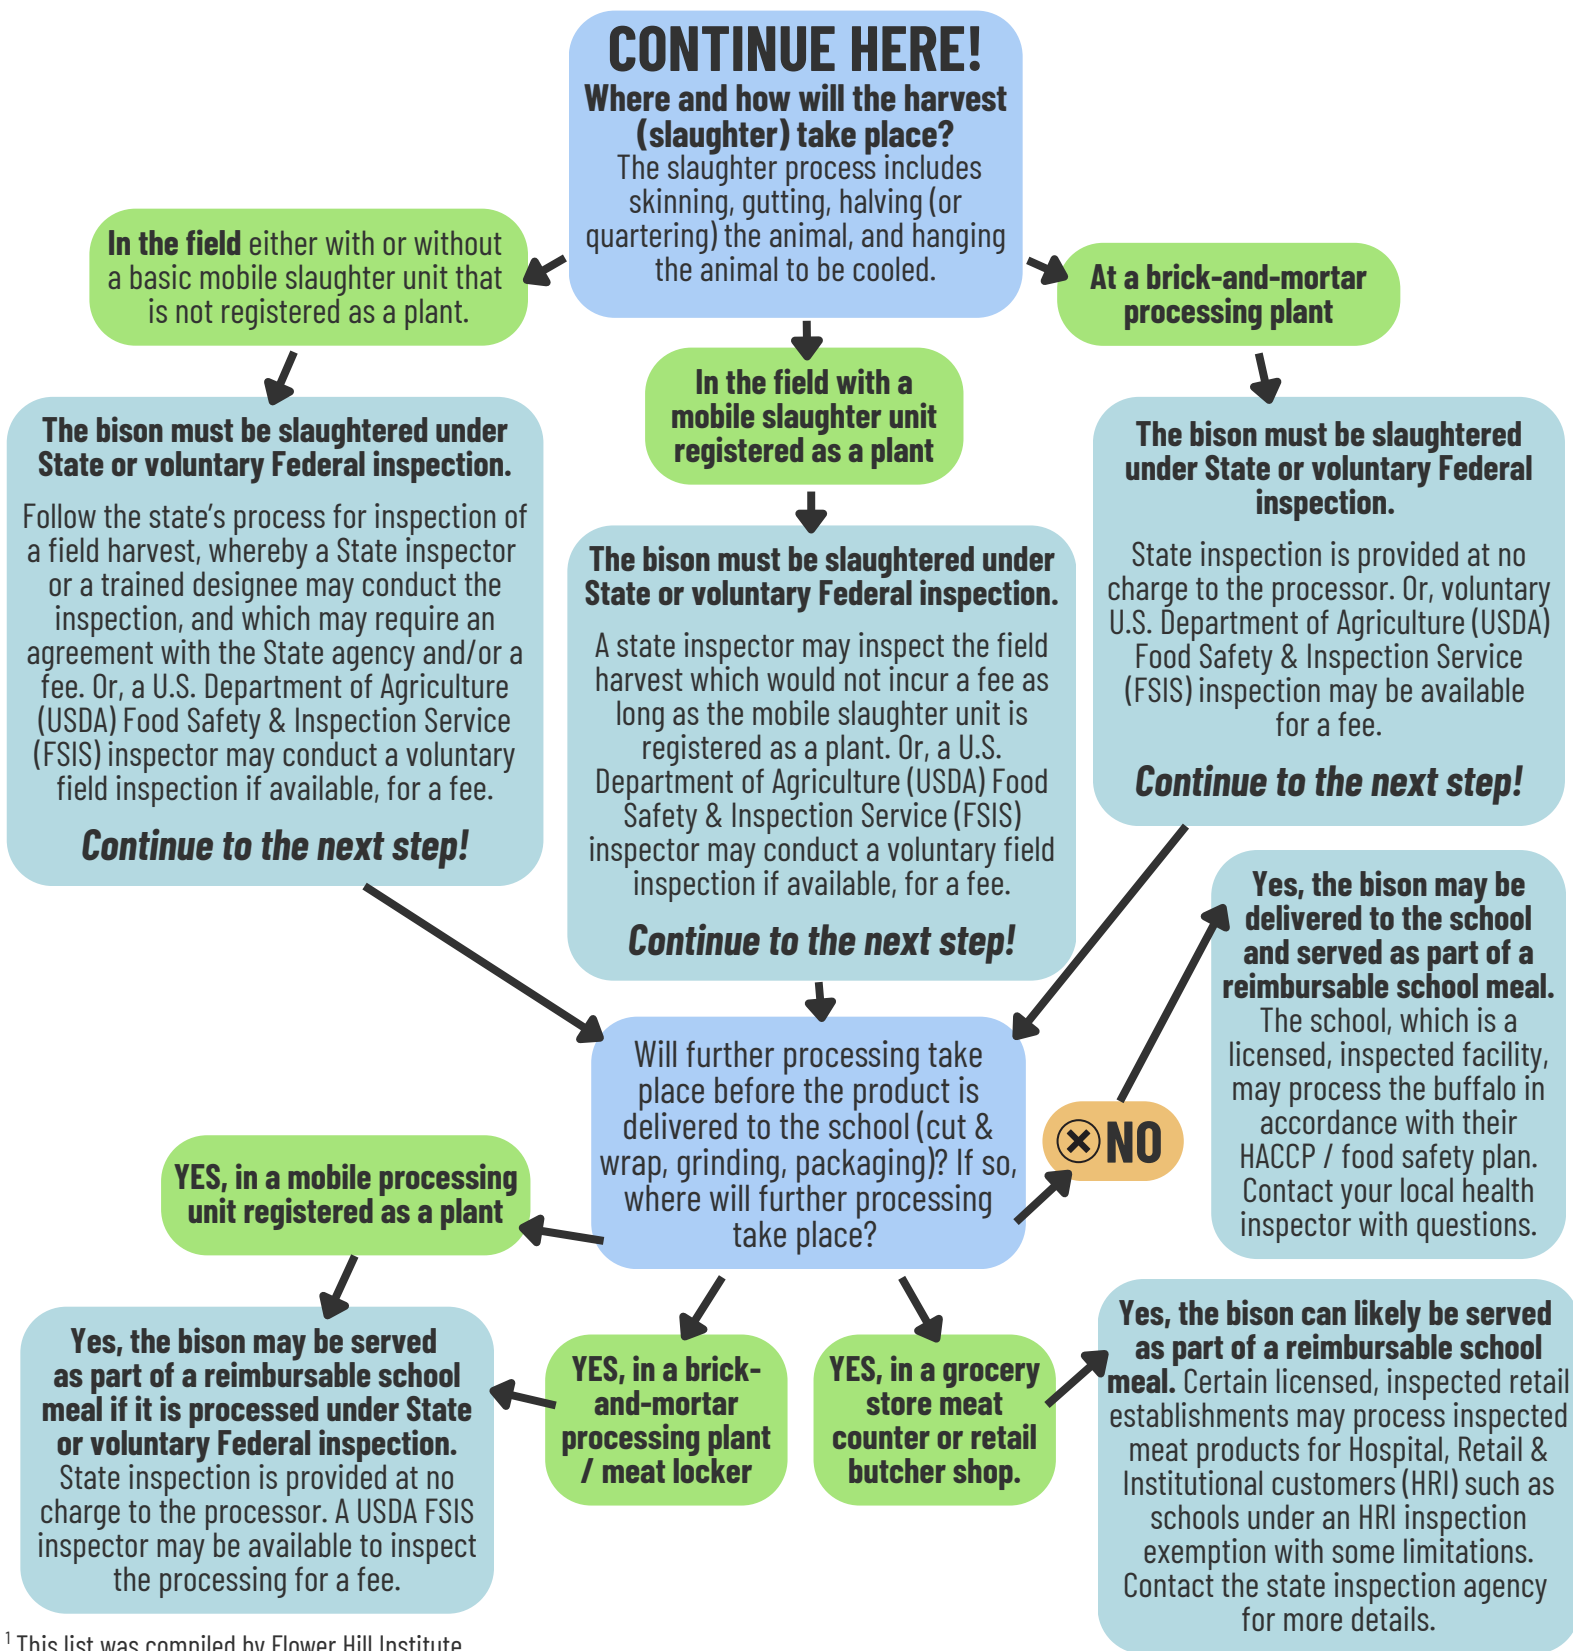 CONTINUE HERE!
Where and how will the harvest
(slaughter) take place?
The slaughter process includes
skinning, gutting, halving (or
quartering) the animal, and hanging
the animal to be cooled.
In the field either with or without
a basic mobile slaughter unit that
is not registered as a plant.
At a brick-and-mortar
processing plant
In the field with a
mobile slaughter unit
registered as a plant
The bison must be slaughtered under
State or voluntary Federal inspection.
Follow the state’s process for inspection of
a field harvest, whereby a State inspector
or a trained designee may conduct the
inspection, and which may require an
agreement with the State agency and/or a
fee. Or, a U.S. Department of Agriculture
(USDA) Food Safety & Inspection Service
(FSIS) inspector may conduct a voluntary
field inspection if available, for a fee.
Continue to the next step!
The bison must be slaughtered under
State or voluntary Federal inspection.
A state inspector may inspect the field
harvest which would not incur a fee as
long as the mobile slaughter unit is
registered as a plant. Or, a U.S.
Department of Agriculture (USDA) Food
Safety & Inspection Service (FSIS)
inspector may conduct a voluntary field
inspection if available, for a fee.
Continue to the next step!
The bison must be slaughtered
under State or voluntary Federal
inspection.
State inspection is provided at no
charge to the processor. Or, voluntary
U.S. Department of Agriculture (USDA)
Food Safety & Inspection Service
(FSIS) inspection may be available
for a fee.
Continue to the next step!
Will further processing take
place before the product is
delivered to the school (cut &
wrap, grinding, packaging)? If so,
where will further processing
take place?
NO
Yes, the bison may be
delivered to the school
and served as part of a
reimbursable school meal.
The school, which is a
licensed, inspected facility,
may process the buffalo in
accordance with their
HACCP / food safety plan.
Contact your local health
inspector with questions.
YES, in a mobile processing
unit registered as a plant
Yes, the bison may be served
as part of a reimbursable school
meal if it is processed under State
or voluntary Federal inspection.
State inspection is provided at no
charge to the processor. A USDA FSIS
inspector may be available to inspect
the processing for a fee.
YES, in a brick-
and-mortar
processing plant
/ meat locker
YES, in a grocery
store meat
counter or retail
butcher shop.
Yes, the bison can likely be served
as part of a reimbursable school
meal. Certain licensed, inspected retail
establishments may process inspected
meat products for Hospital, Retail &
Institutional customers (HRI) such as
schools under an HRI inspection
exemption with some limitations.
Contact the state inspection agency
for more details.
1 This list was compiled by Flower Hill Institute